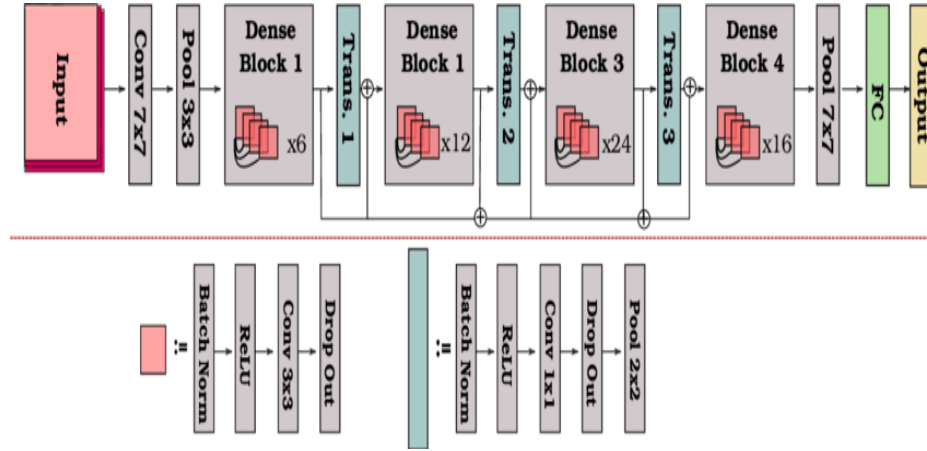 Input
Conv 7x7
Pool 3x3
Dense
Block 1
x6
Trans. 1
Dense
Block 1
x12
Trans. 2
Dense
Block 3
x24
Trans. 3
Dense
Block 4
x16
Pool 7x7
FC
Output
::=
Batch Norm
ReLU
Conv 3x3
Drop Out
::=
Batch Norm
ReLU
Conv 1x1
Drop Out
Pool 2x2